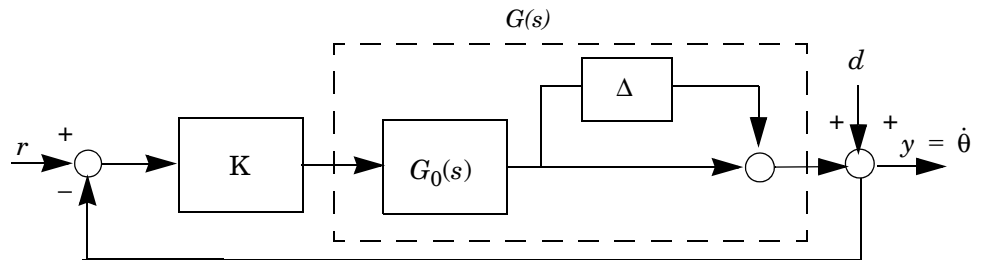 G(s)
Δ
d
+ +
r + K G₀(s) y = θ̇
−